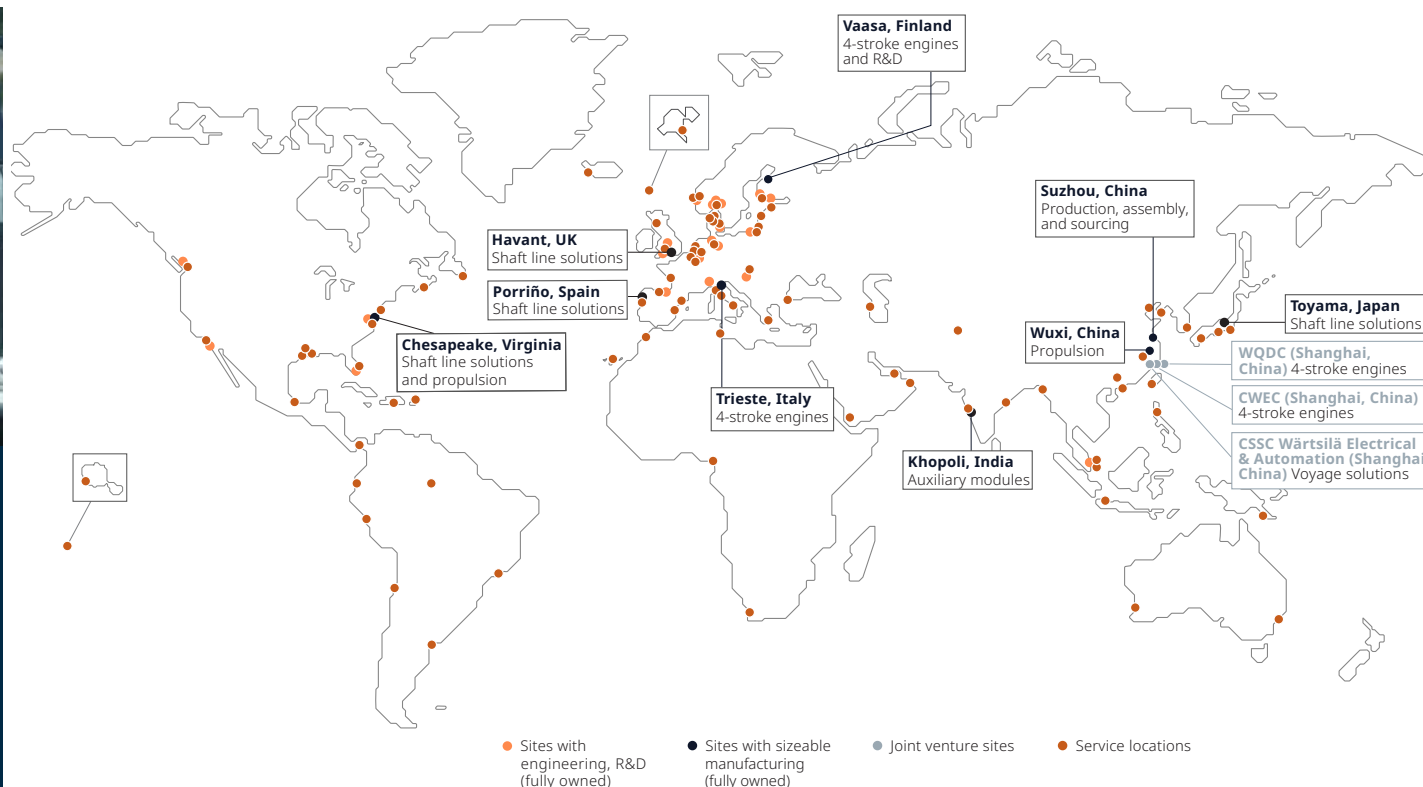 Vaasa, Finland
4-stroke engines
and R&D
Suzhou, China
Production, assembly,
and sourcing
Havant, UK
Shaft line solutions
Porriño, Spain
Shaft line solutions
Toyama, Japan
Shaft line solutions
Wuxi, China
Propulsion
Chesapeake, Virginia
Shaft line solutions
and propulsion
WQDC (Shanghai,
China) 4-stroke engines
Trieste, Italy
4-stroke engines
CWEC (Shanghai, China)
4-stroke engines
CSSC Wärtsilä Electrical
& Automation (Shanghai
China) Voyage solutions
Khopoli, India
Auxiliary modules
Sites with
engineering, R&D
(fully owned)
Sites with sizeable
manufacturing
(fully owned)
Joint venture sites
Service locations